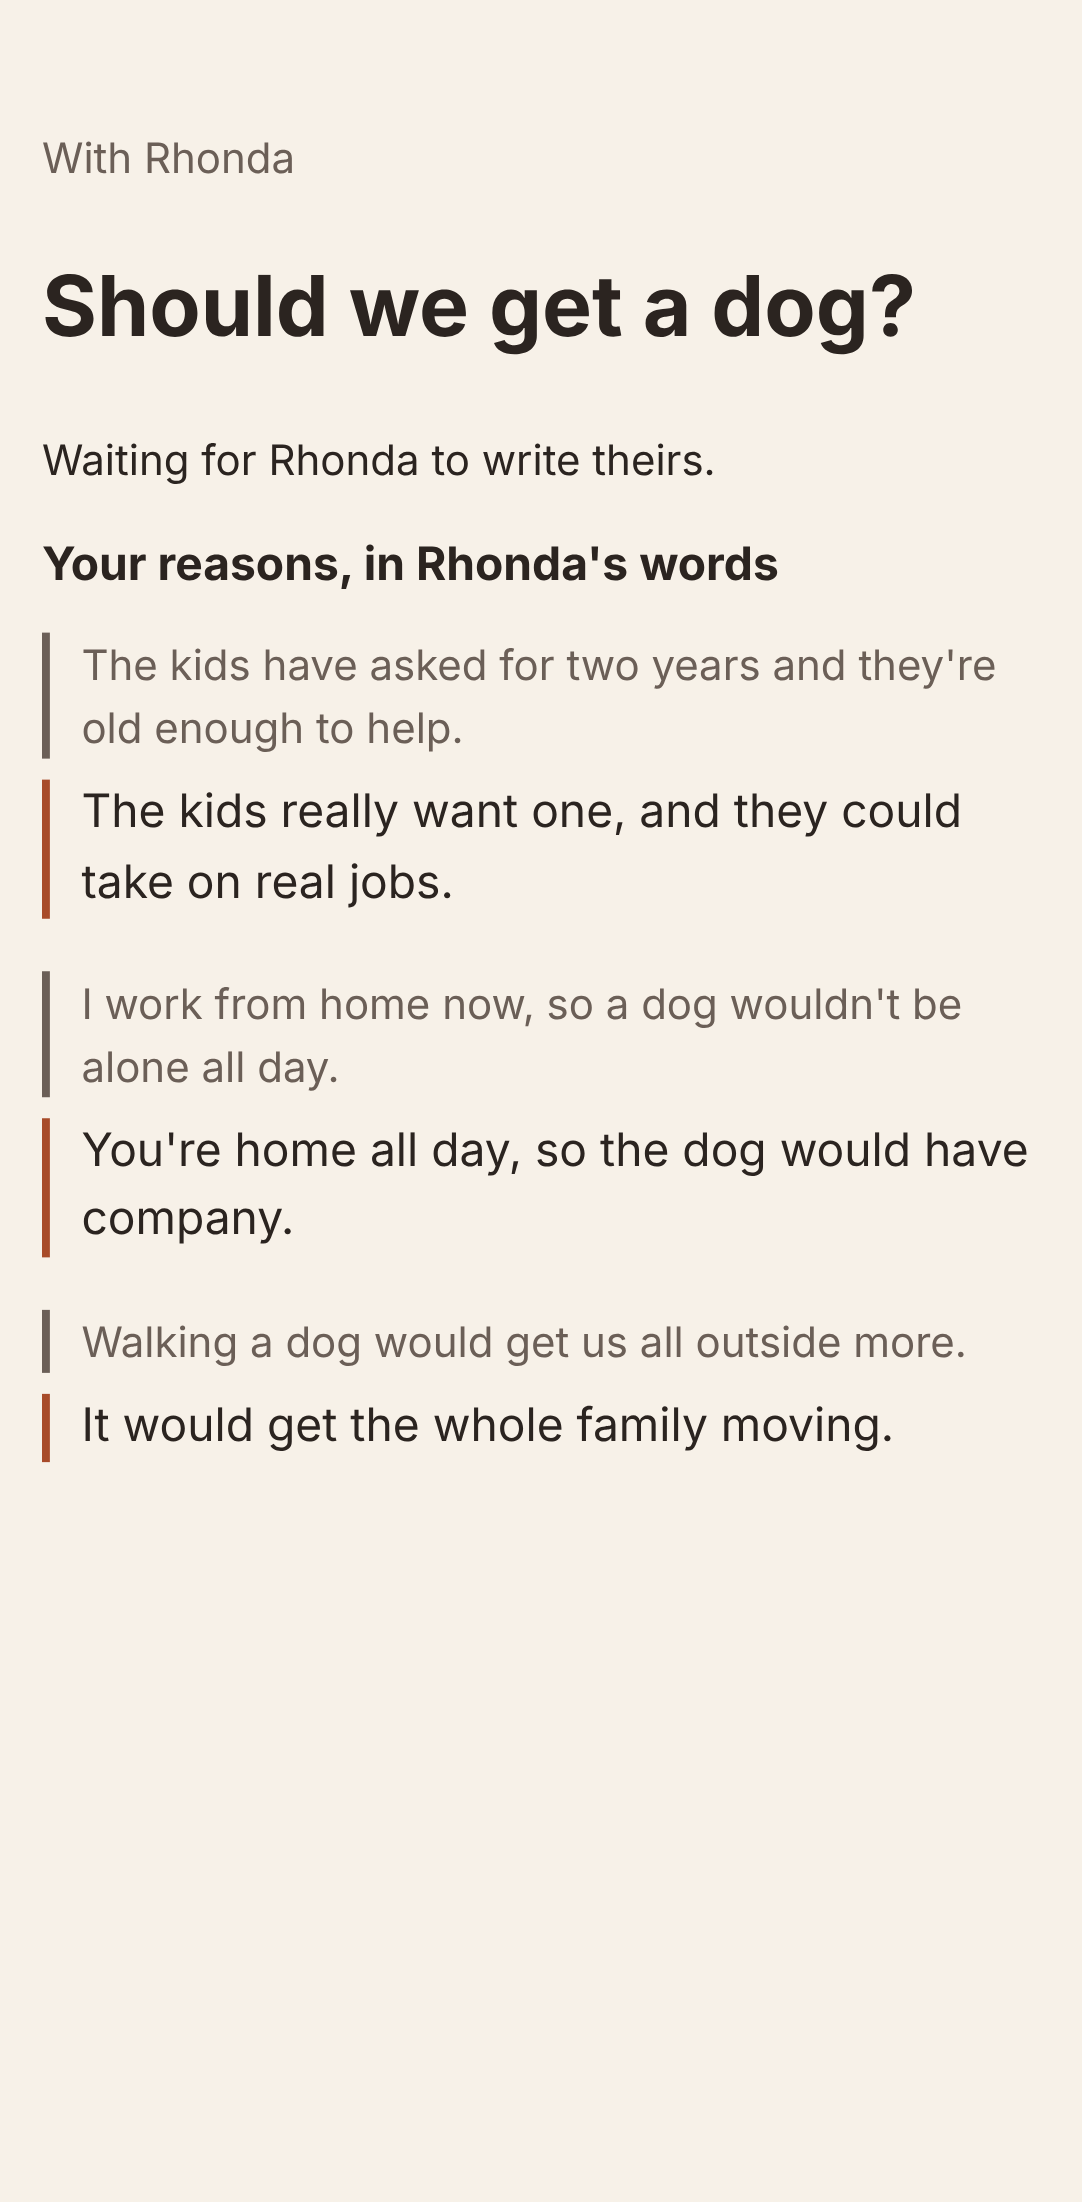 With Rhonda
Should we get a dog?
Waiting for Rhonda to write theirs.
Your reasons, in Rhonda's words
The kids have asked for two years and they're
old enough to help.
The kids really want one, and they could
take on real jobs.
I work from home now, so a dog wouldn't be
alone all day.
You're home all day, so the dog would have
company.
Walking a dog would get us all outside more.
It would get the whole family moving.